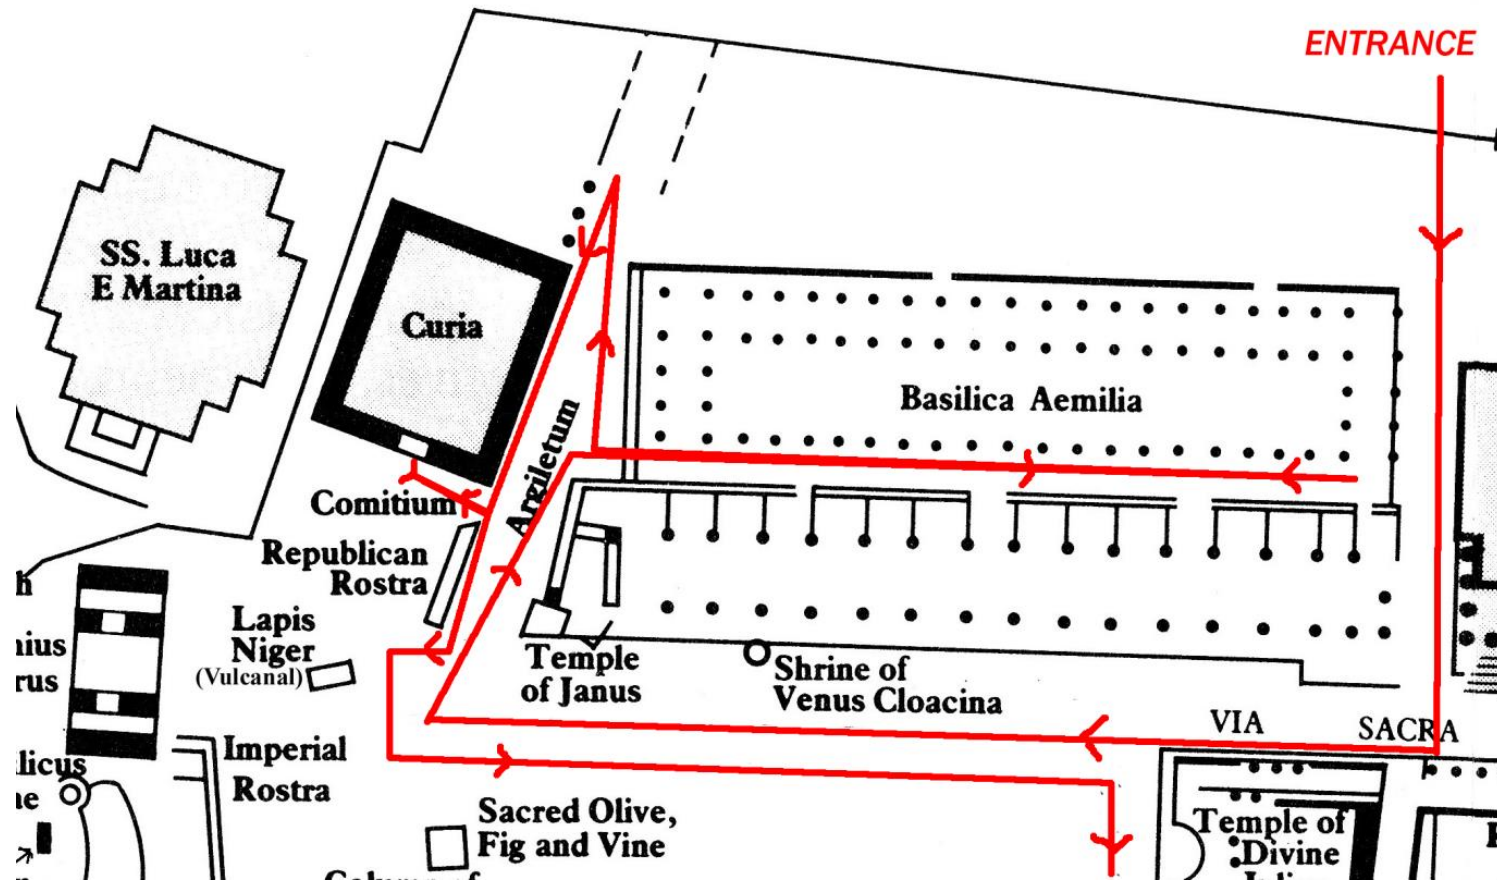 ENTRANCE
SS. Luca
E Martina
Curia
Basilica Aemilia
Argiletum
Comitium
Republican
Rostra
Lapis
Niger
(Vulcanal)
Temple
of Janus
Shrine of
Venus Cloacina
VIA SACRA
Imperial
Rostra
Sacred Olive,
Fig and Vine
Temple of
Divine